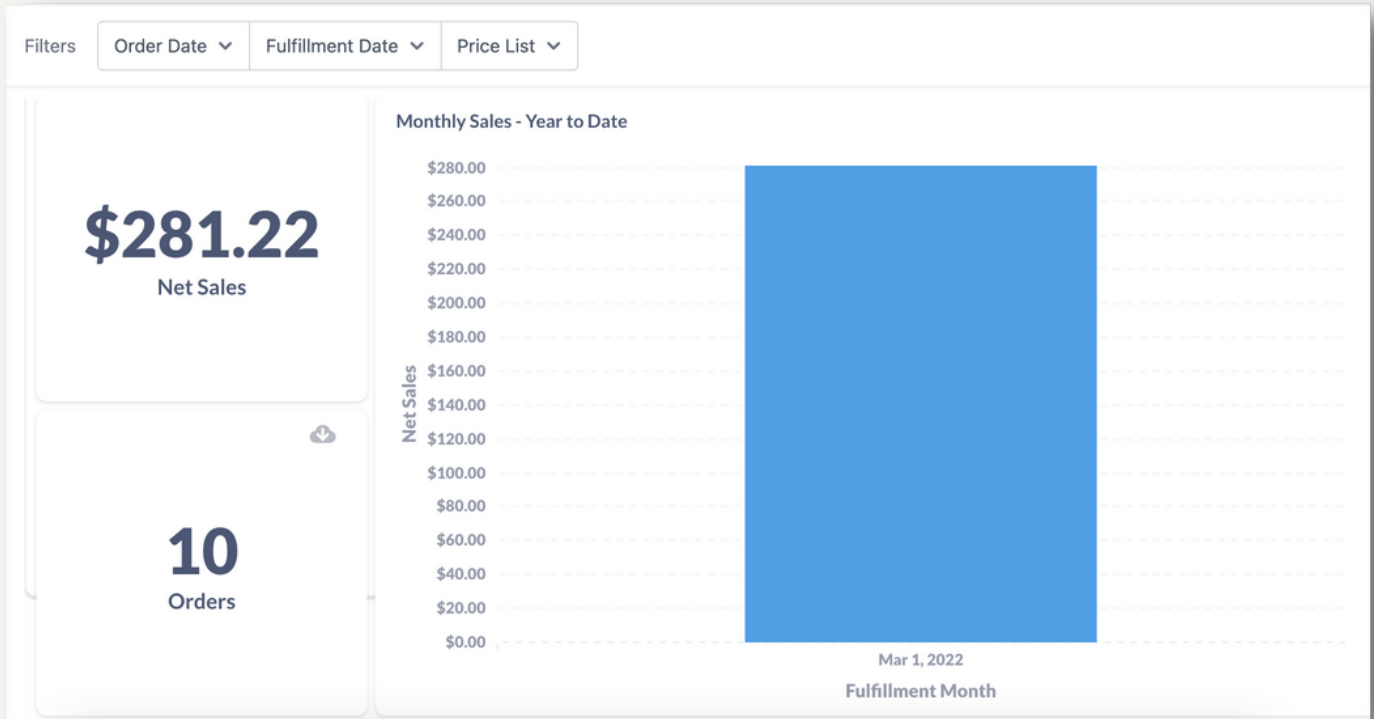 Filters
Order Date
Fulfillment Date
Price List
$281.22
Net Sales
10
Orders
Monthly Sales - Year to Date
Net Sales
$280.00
$260.00
$240.00
$220.00
$200.00
$180.00
$160.00
$140.00
$120.00
$100.00
$80.00
$60.00
$40.00
$20.00
$0.00
Mar 1, 2022
Fulfillment Month